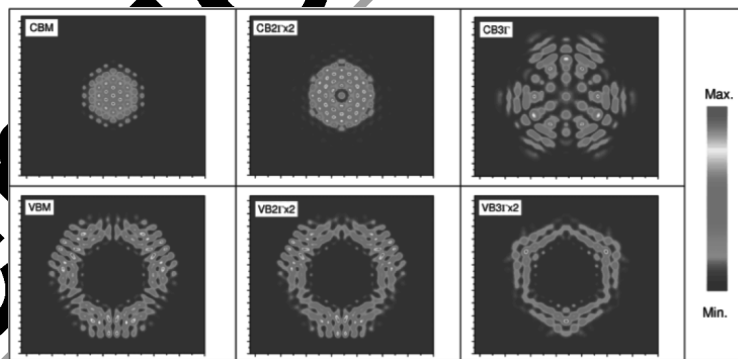 CBM
CB2Γx2
CB3Γ
VBM
VB2Γx2
VB3Γx2
Max.
Min.